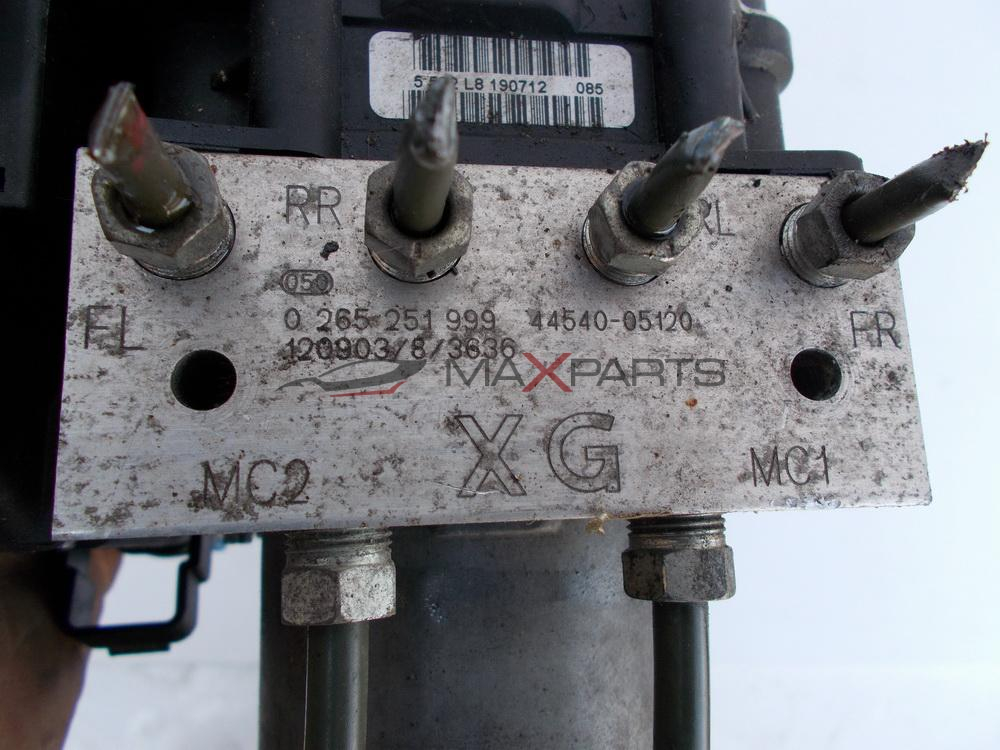 L8 190712 085
RR
RL
050
0 265 251 999 44540-05120
FL
FR
120903/8/3636
MAXPARTS
XG
MC2
MC1